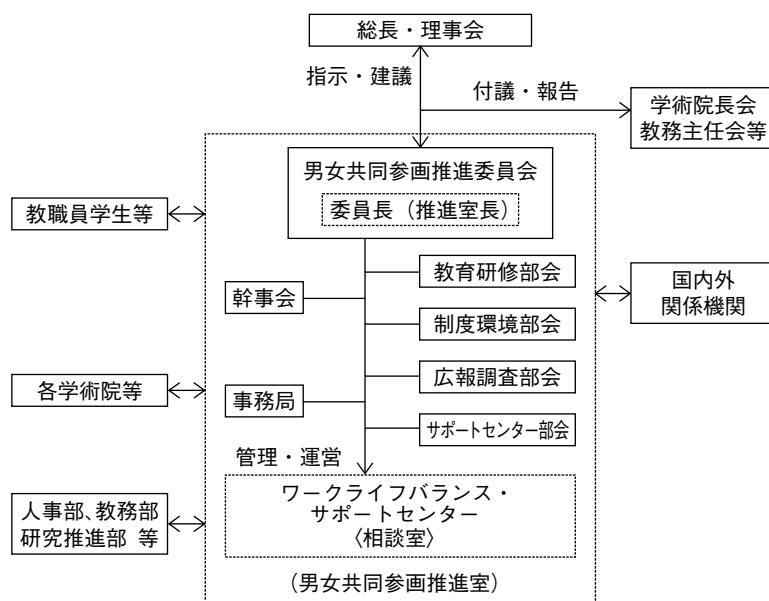 総長・理事会
指示・建議
付議・報告
学術院長会
教務主任会等
男女共同参画推進委員会
委員長（推進室長）
教職員学生等
教育研修部会
幹事会
国内外
関係機関
制度環境部会
広報調査部会
各学術院等
事務局
サポートセンター部会
管理・運営
ワークライフバランス・
サポートセンター
〈相談室〉
人事部、教務部
研究推進部 等
（男女共同参画推進室）